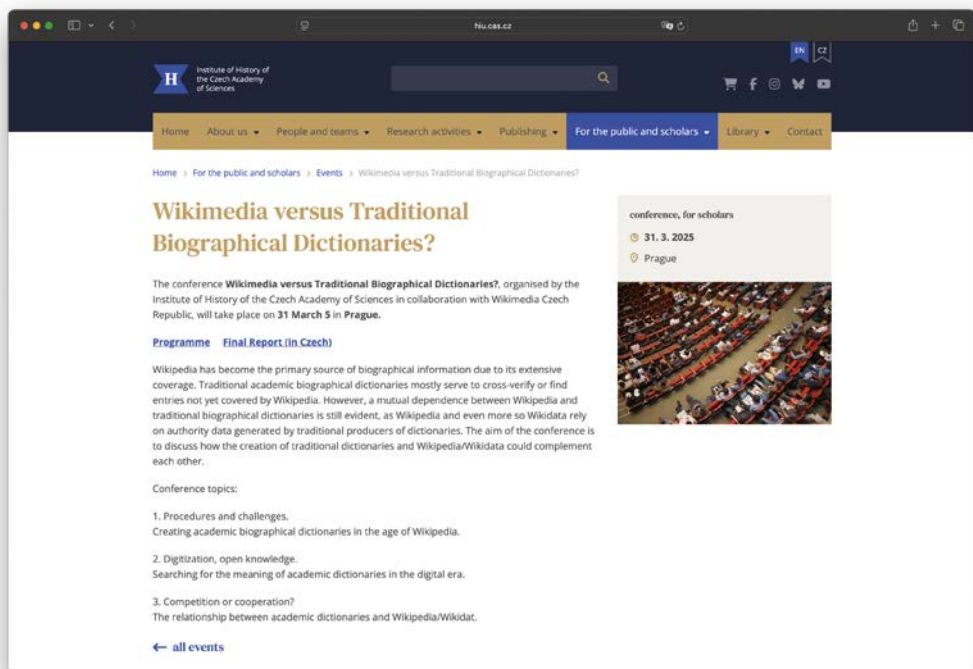 hiu.cas.cz
EN CZ
H
Institute of History of
the Czech Academy
of Sciences
Home About us People and teams Research activities Publishing For the public and scholars Library Contact
Home > For the public and scholars > Events > Wikimedia versus Traditional Biographical Dictionaries?
Wikimedia versus Traditional
Biographical Dictionaries?
The conference Wikimedia versus Traditional Biographical Dictionaries?, organised by the
Institute of History of the Czech Academy of Sciences in collaboration with Wikimedia Czech
Republic, will take place on 31 March 5 in Prague.
Programme Final Report (in Czech)
Wikipedia has become the primary source of biographical information due to its extensive
coverage. Traditional academic biographical dictionaries mostly serve to cross-verify or find
entries not yet covered by Wikipedia. However, a mutual dependence between Wikipedia and
traditional biographical dictionaries is still evident, as Wikipedia and even more so Wikidata rely
on authority data generated by traditional producers of dictionaries. The aim of the conference is
to discuss how the creation of traditional dictionaries and Wikipedia/Wikidata could complement
each other.
Conference topics:
1. Procedures and challenges.
Creating academic biographical dictionaries in the age of Wikipedia.
2. Digitization, open knowledge.
Searching for the meaning of academic dictionaries in the digital era.
3. Competition or cooperation?
The relationship between academic dictionaries and Wikipedia/Wikidat.
← all events
conference, for scholars
31. 3. 2025
Prague